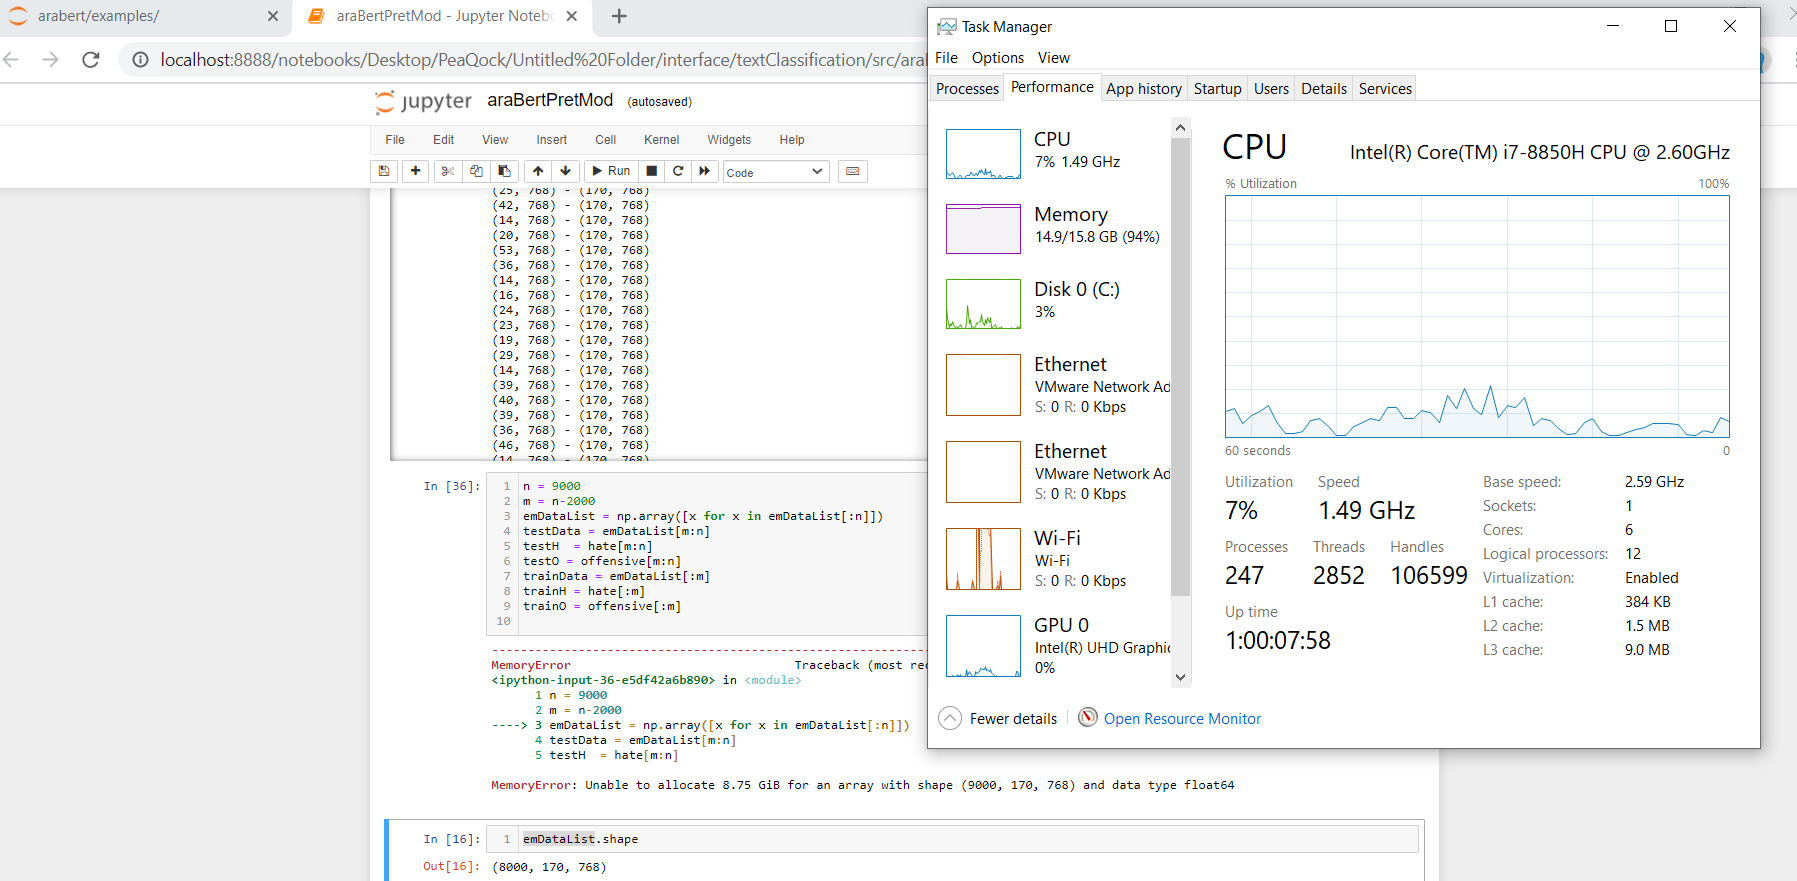 arabert/examples/
araBertPretMod - Jupyter Notebo
localhost:8888/notebooks/Desktop/PeaQock/Untitled%20Folder/interface/textClassification/src/aral
jupyter araBertPretMod (autosaved)
File Edit View Insert Cell Kernel Widgets Help
Run Code
(25, 768) - (170, 768)
(42, 768) - (170, 768)
(14, 768) - (170, 768)
(20, 768) - (170, 768)
(53, 768) - (170, 768)
(36, 768) - (170, 768)
(14, 768) - (170, 768)
(16, 768) - (170, 768)
(24, 768) - (170, 768)
(23, 768) - (170, 768)
(19, 768) - (170, 768)
(29, 768) - (170, 768)
(14, 768) - (170, 768)
(39, 768) - (170, 768)
(40, 768) - (170, 768)
(39, 768) - (170, 768)
(36, 768) - (170, 768)
(46, 768) - (170, 768)
(14, 768) - (170, 768)
In [36]:
1 n = 9000
2 m = n-2000
3 emDataList = np.array([x for x in emDataList[:n]])
4 testData = emDataList[m:n]
5 testH  = hate[m:n]
6 testO = offensive[m:n]
7 trainData = emDataList[:m]
8 trainH = hate[:m]
9 trainO = offensive[:m]
10
---------------------------------------------------------------------------
MemoryError Traceback (most rec
<ipython-input-36-e5df42a6b890> in <module>
1 n = 9000
2 m = n-2000
----> 3 emDataList = np.array([x for x in emDataList[:n]])
4 testData = emDataList[m:n]
5 testH  = hate[m:n]
MemoryError: Unable to allocate 8.75 GiB for an array with shape (9000, 170, 768) and data type float64
In [16]: 1 emDataList.shape
Out[16]: (8000, 170, 768)
Task Manager
File Options View
Processes Performance App history Startup Users Details Services
CPU
7% 1.49 GHz
Memory
14.9/15.8 GB (94%)
Disk 0 (C:)
3%
Ethernet
VMware Network Ad
S: 0 R: 0 Kbps
Ethernet
VMware Network Ad
S: 0 R: 0 Kbps
Wi-Fi
Wi-Fi
S: 0 R: 0 Kbps
GPU 0
Intel(R) UHD Graphic
0%
CPU Intel(R) Core(TM) i7-8850H CPU @ 2.60GHz
% Utilization 100%
60 seconds 0
Utilization Speed
7% 1.49 GHz
Processes Threads Handles
247 2852 106599
Up time
1:00:07:58
Base speed: 2.59 GHz
Sockets: 1
Cores: 6
Logical processors: 12
Virtualization: Enabled
L1 cache: 384 KB
L2 cache: 1.5 MB
L3 cache: 9.0 MB
Fewer details Open Resource Monitor